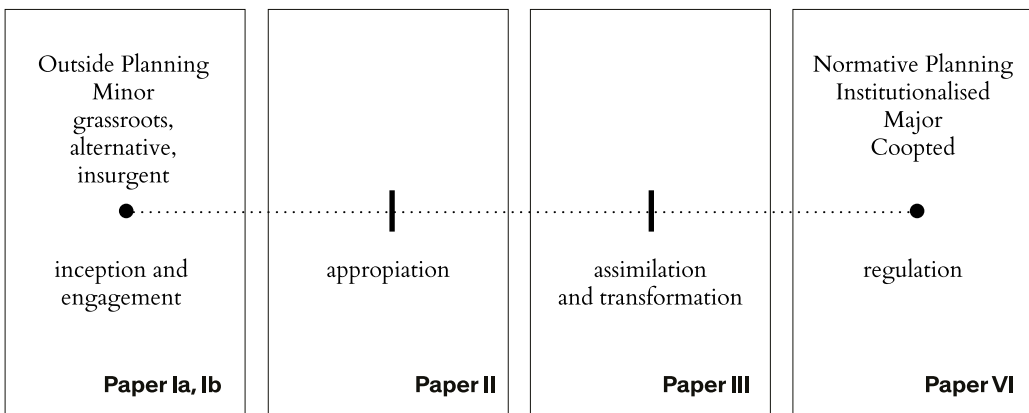 Outside Planning
Minor
grassroots,
alternative,
insurgent
inception and
engagement
Paper Ia, Ib
appropiation
Paper II
assimilation
and transformation
Paper III
Normative Planning
Institutionalised
Major
Coopted
regulation
Paper VI